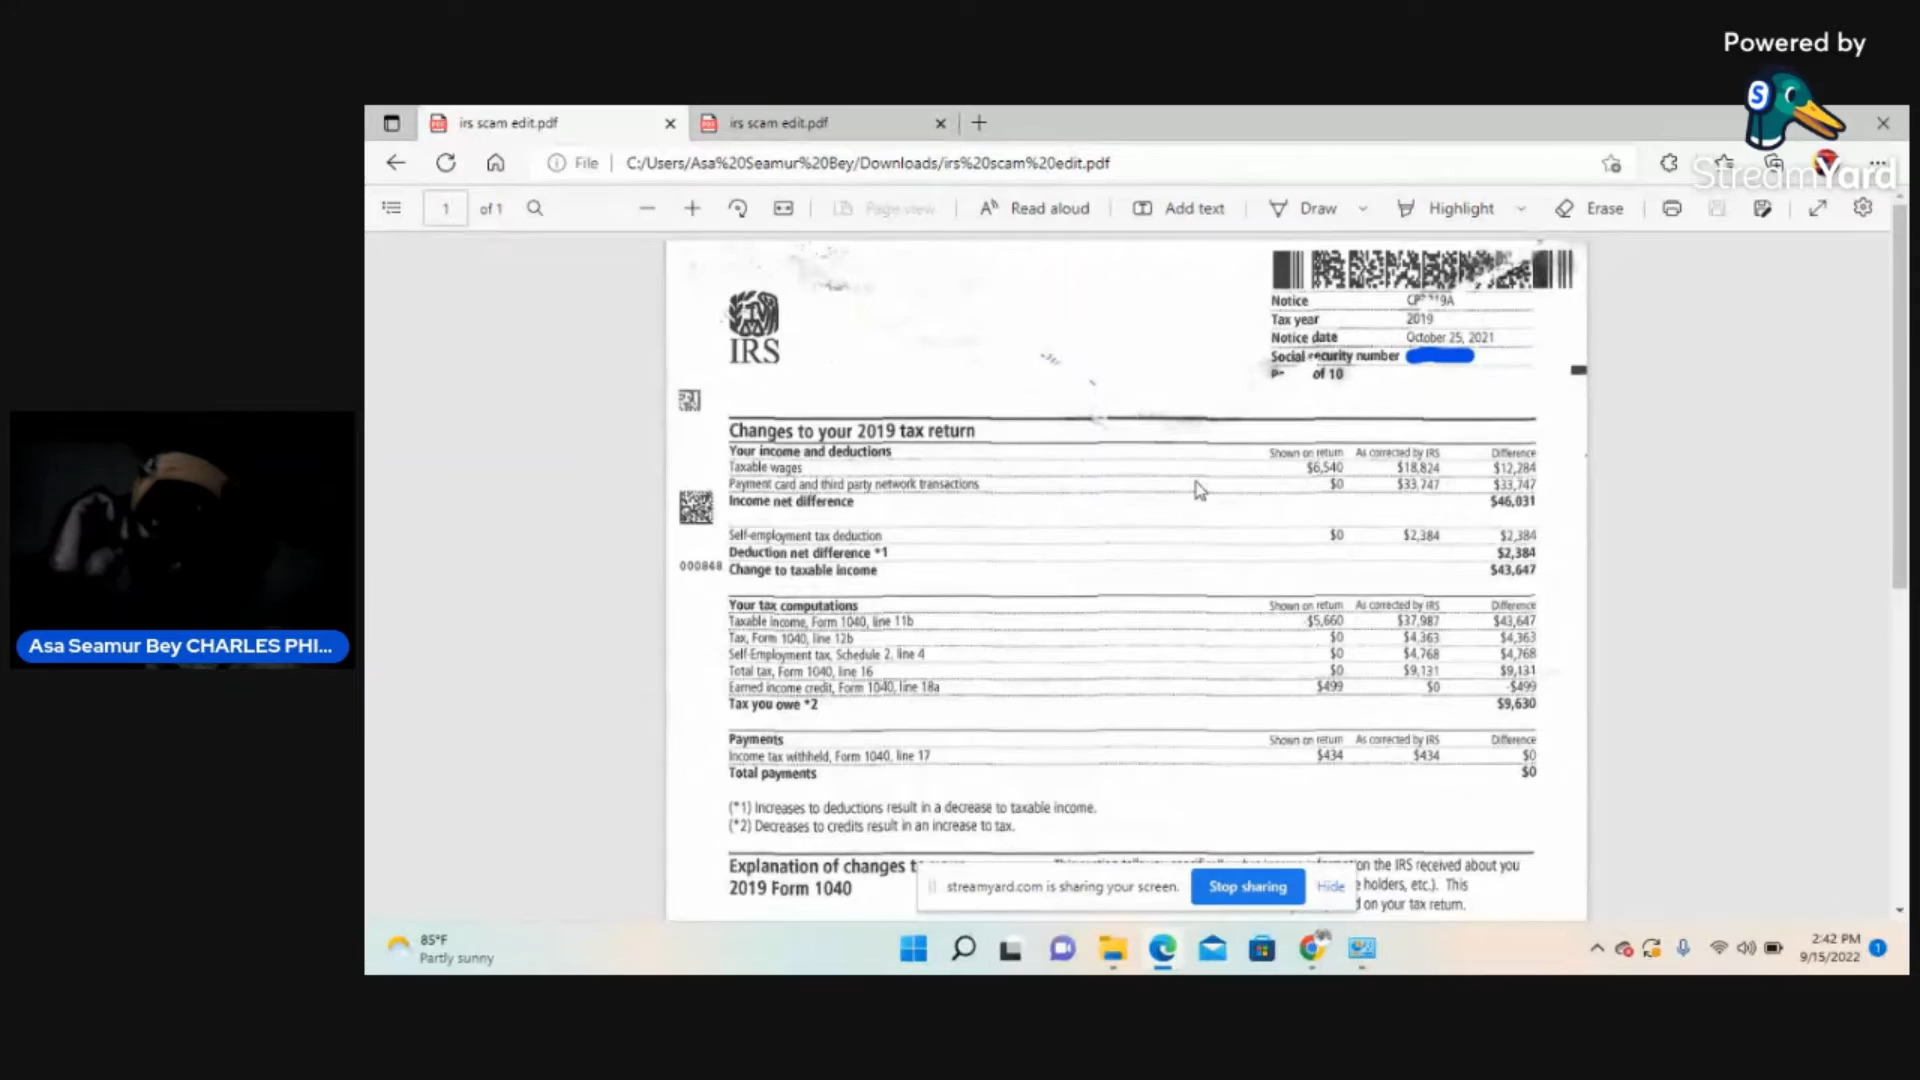 Powered by
StreamYard
irs scam edit.pdf
irs scam edit.pdf
File
C:/Users/Asa%20Seamur%20Bey/Downloads/irs%20scam%20edit.pdf
1 of 1
Page view
Read aloud
Add text
Draw
Highlight
Erase
IRS
Notice
Tax year 2019
Notice date October 25, 2021
Social security number
of 10
Changes to your 2019 tax return
Your income and deductions Shown on return As corrected by IRS Difference
Taxable wages $6,540 $18,824 $12,284
Payment card and third party network transactions $0 $33,747 $33,747
Income net difference $46,031
Self-employment tax deduction $0 $2,384 $2,384
Deduction net difference *1 $2,384
000848 Change to taxable income $43,647
Your tax computations Shown on return As corrected by IRS Difference
Taxable income, Form 1040, line 11b -$5,660 $37,987 $43,647
Tax, Form 1040, line 12b $0 $4,363 $4,363
Self-Employment tax, Schedule 2, line 4 $0 $4,768 $4,768
Total tax, Form 1040, line 16 $0 $9,131 $9,131
Earned income credit, Form 1040, line 18a $499 $0 -$499
Tax you owe *2 $9,630
Payments Shown on return As corrected by IRS Difference
Income tax withheld, Form 1040, line 17 $434 $434 $0
Total payments $0
(*1) Increases to deductions result in a decrease to taxable income.
(*2) Decreases to credits result in an increase to tax.
Explanation of changes
on the IRS received about you
2019 Form 1040
holders, etc.). This
on your tax return.
streamyard.com is sharing your screen.
Stop sharing
Hide
Asa Seamur Bey CHARLES PHI...
85°F
Partly sunny
2:42 PM
9/15/2022
1